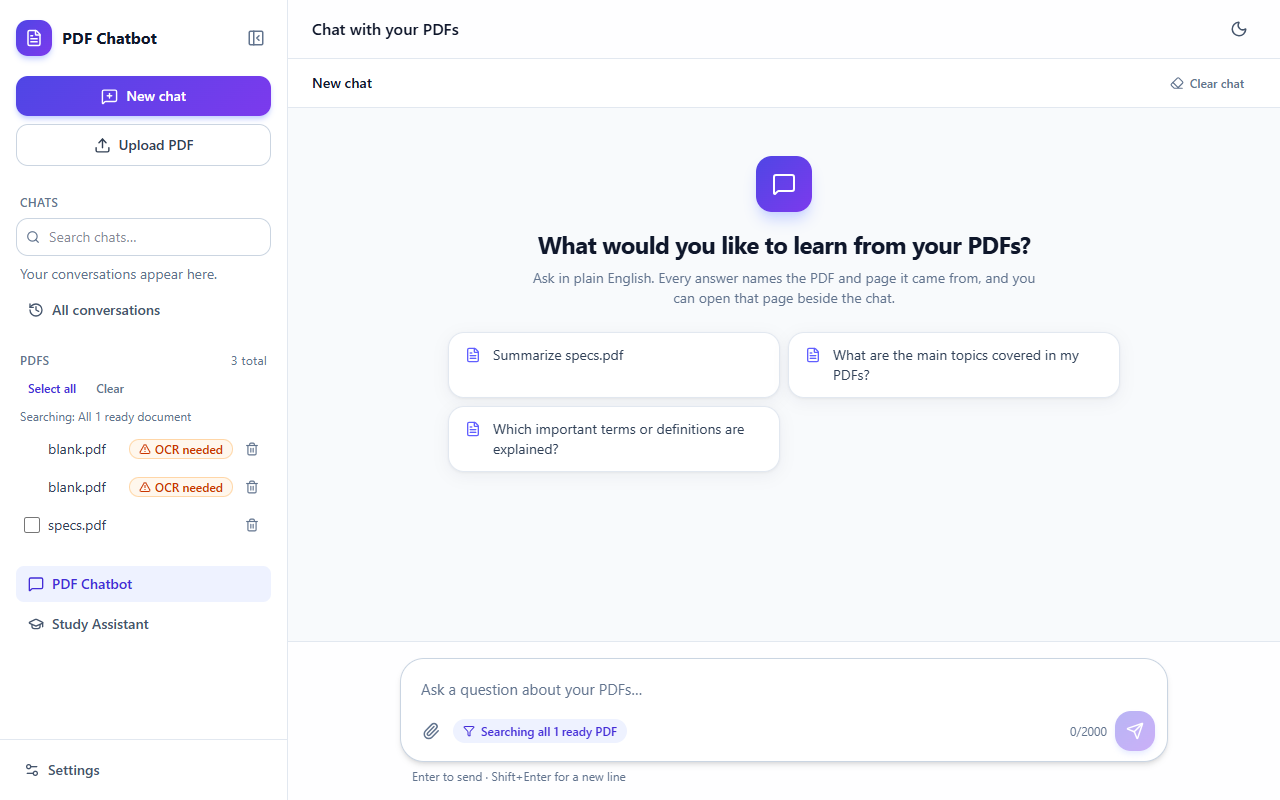 PDF Chatbot
New chat
Upload PDF
CHATS
Search chats...
Your conversations appear here.
All conversations
PDFS 3 total
Select all Clear
Searching: All 1 ready document
blank.pdf OCR needed
blank.pdf OCR needed
specs.pdf
PDF Chatbot
Study Assistant
Settings
Chat with your PDFs
New chat Clear chat
What would you like to learn from your PDFs?
Ask in plain English. Every answer names the PDF and page it came from, and you
can open that page beside the chat.
Summarize specs.pdf
What are the main topics covered in my
PDFs?
Which important terms or definitions are
explained?
Ask a question about your PDFs...
Searching all 1 ready PDF 0/2000
Enter to send · Shift+Enter for a new line